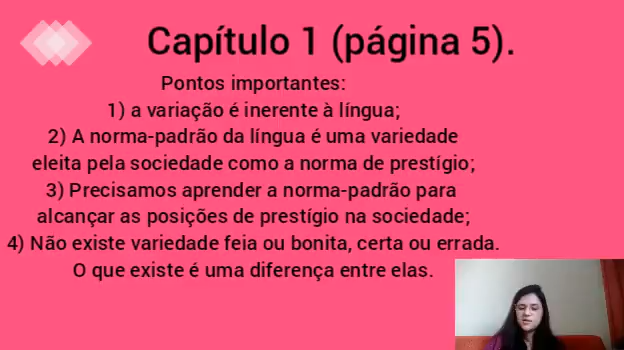 Capítulo 1 (página 5).
Pontos importantes:
1) a variação é inerente à língua;
2) A norma-padrão da língua é uma variedade
eleita pela sociedade como a norma de prestígio;
3) Precisamos aprender a norma-padrão para
alcançar as posições de prestígio na sociedade;
4) Não existe variedade feia ou bonita, certa ou errada.
O que existe é uma diferença entre elas.